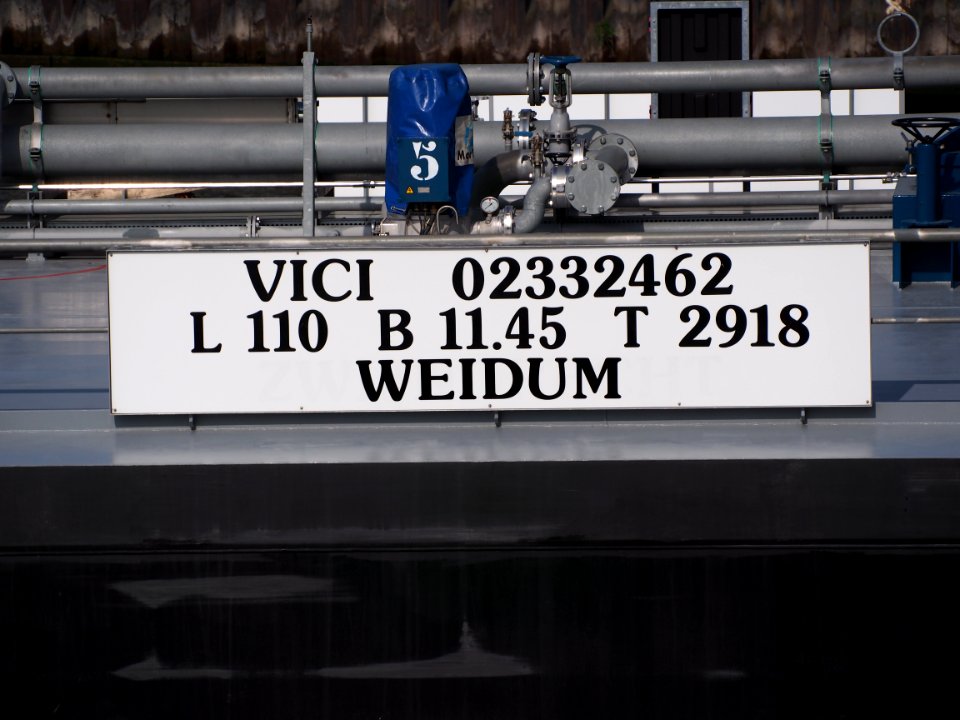 5
VICI 02332462
L 110 B 11.45 T 2918
WEIDUM